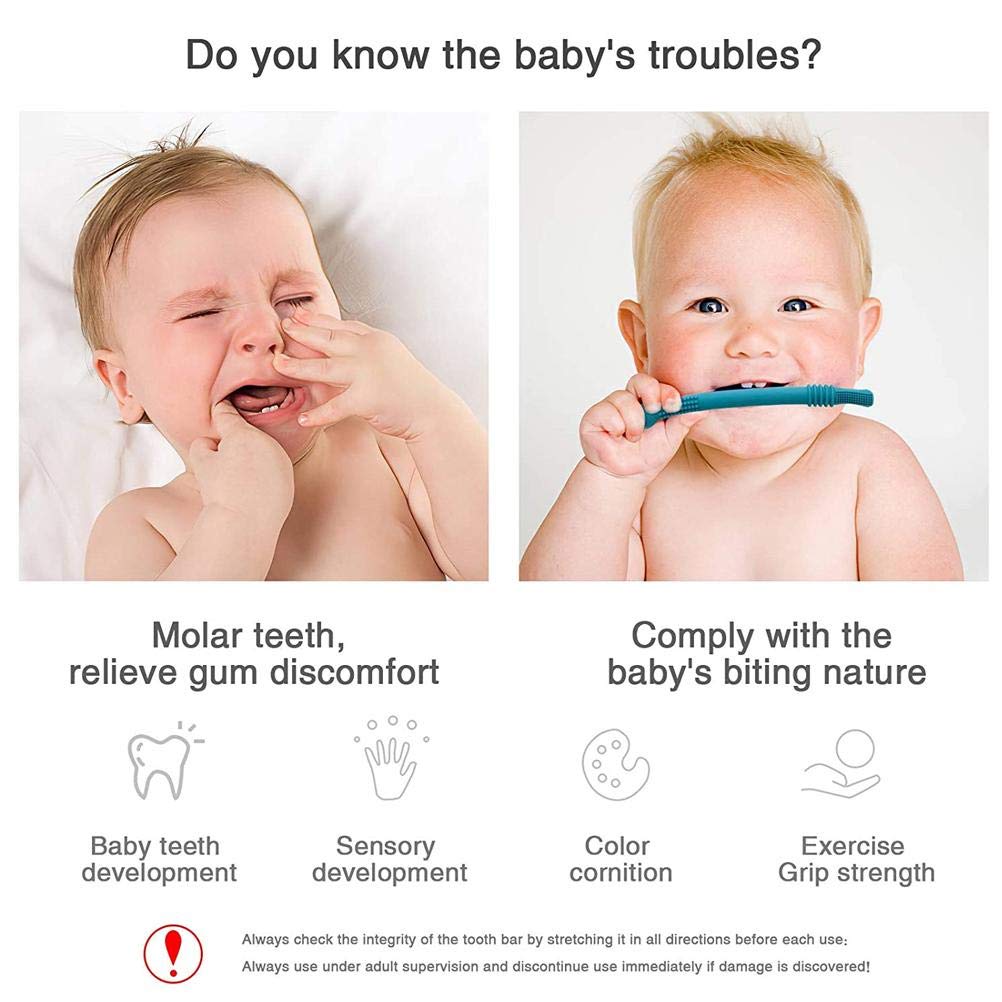 Do you know the baby's troubles?
Molar teeth,
relieve gum discomfort
Comply with the
baby's biting nature
Baby teeth
development
Sensory
development
Color
cornition
Exercise
Grip strength
Always check the integrity of the tooth bar by stretching it in all directions before each use;
Always use under adult supervision and discontinue use immediately if damage is discovered!